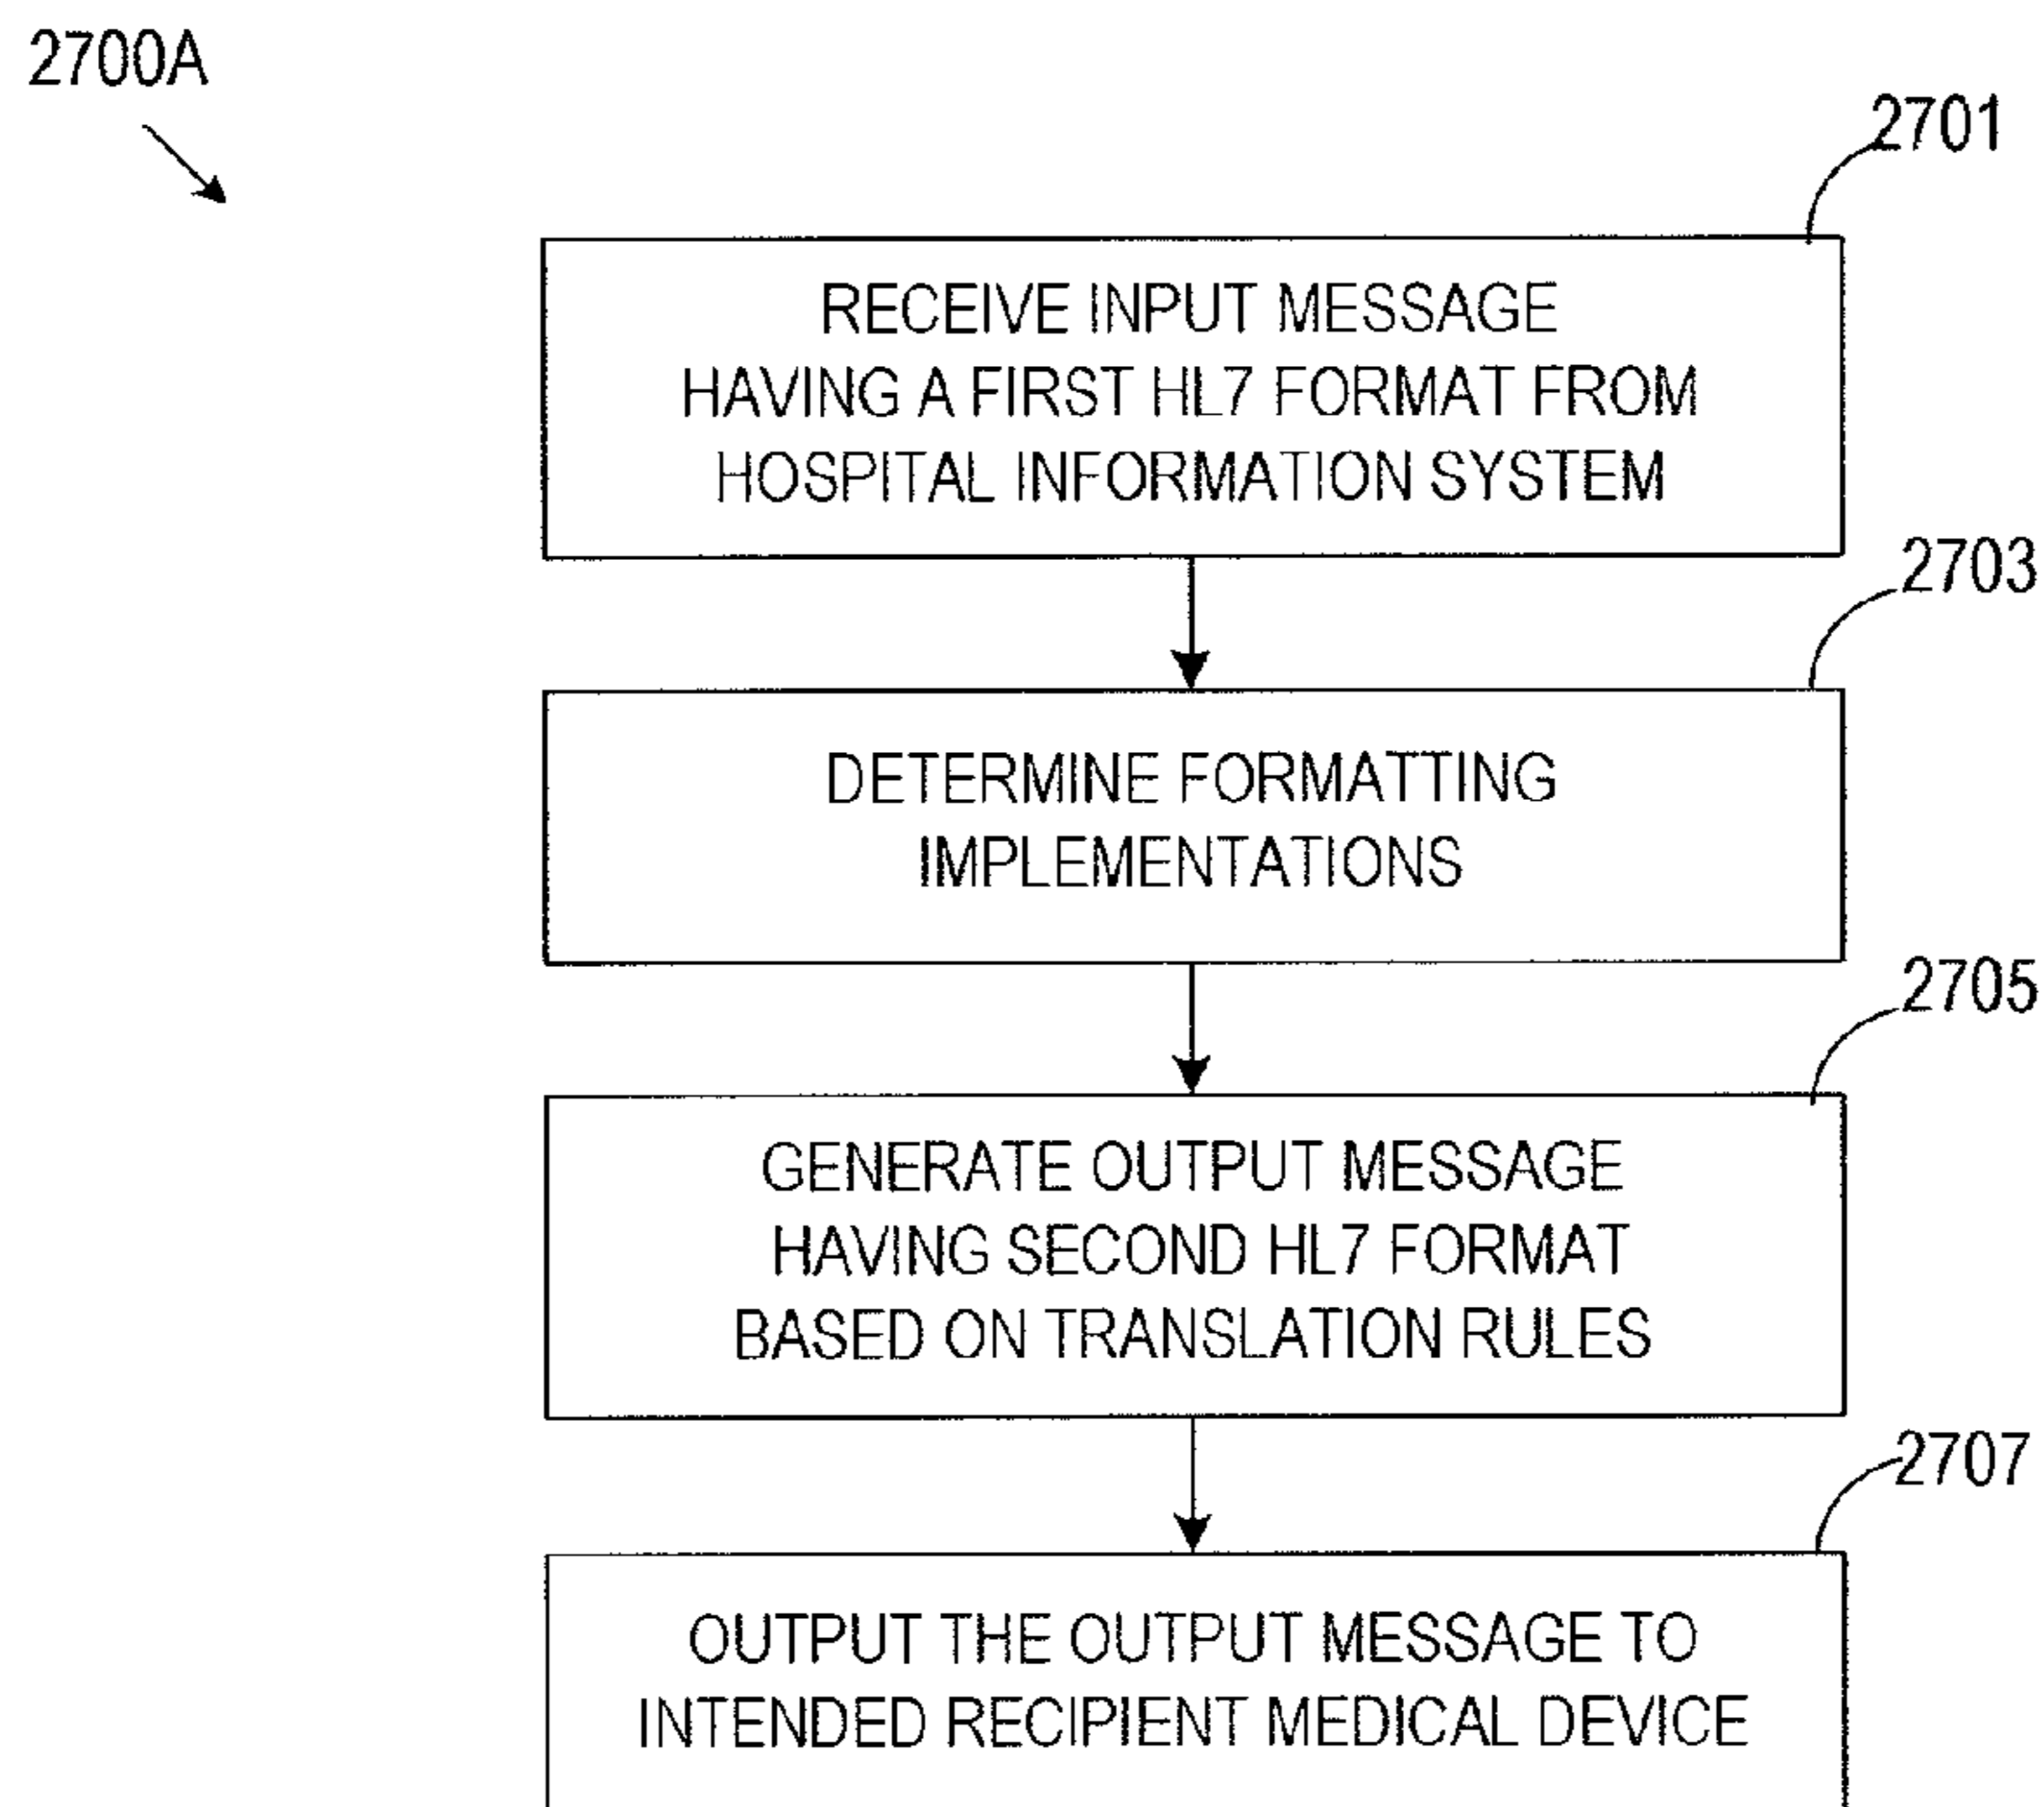 2700A
2701
RECEIVE INPUT MESSAGE
HAVING A FIRST HL7 FORMAT FROM
HOSPITAL INFORMATION SYSTEM
2703
DETERMINE FORMATTING
IMPLEMENTATIONS
2705
GENERATE OUTPUT MESSAGE
HAVING SECOND HL7 FORMAT
BASED ON TRANSLATION RULES
2707
OUTPUT THE OUTPUT MESSAGE TO
INTENDED RECIPIENT MEDICAL DEVICE